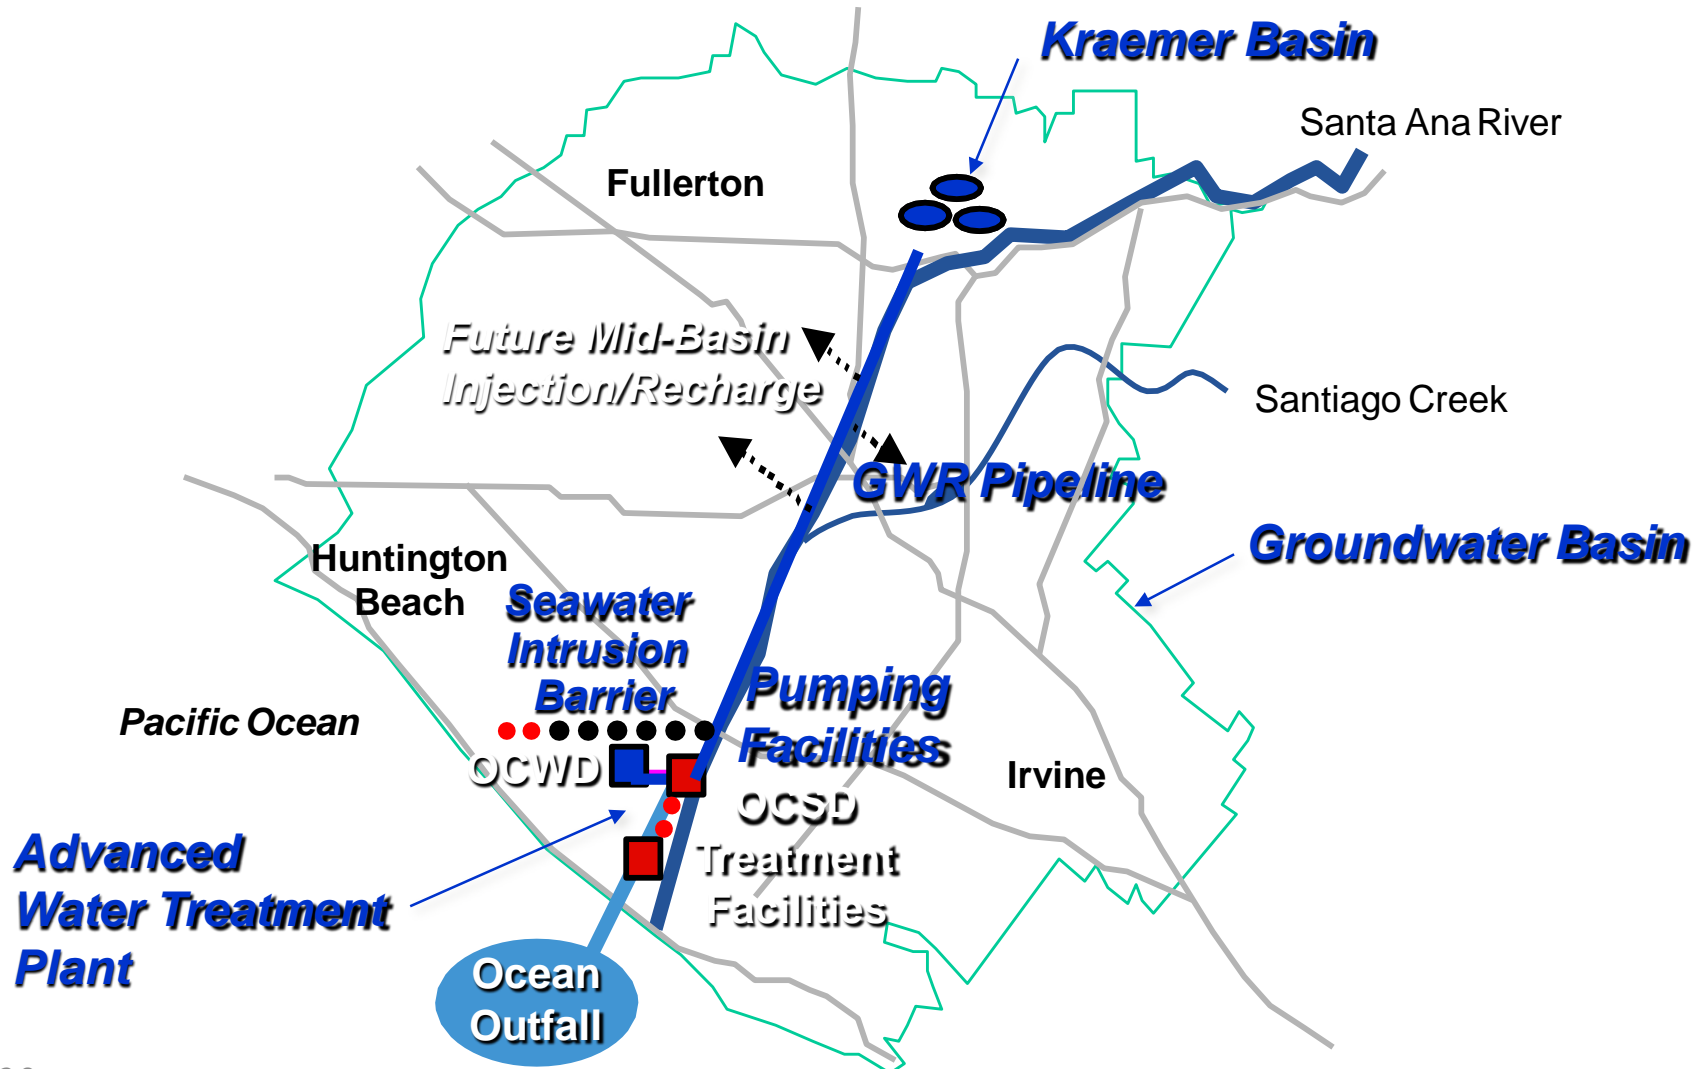 Kraemer Basin
Santa Ana River
Fullerton
Future Mid-Basin
Injection/Recharge
Santiago Creek
GWR Pipeline
Groundwater Basin
Huntington
Beach
Seawater
Intrusion
Barrier
Pumping
Facilities
Pacific Ocean
OCWD
Irvine
OCSD
Treatment
Facilities
Advanced
Water Treatment
Plant
Ocean
Outfall